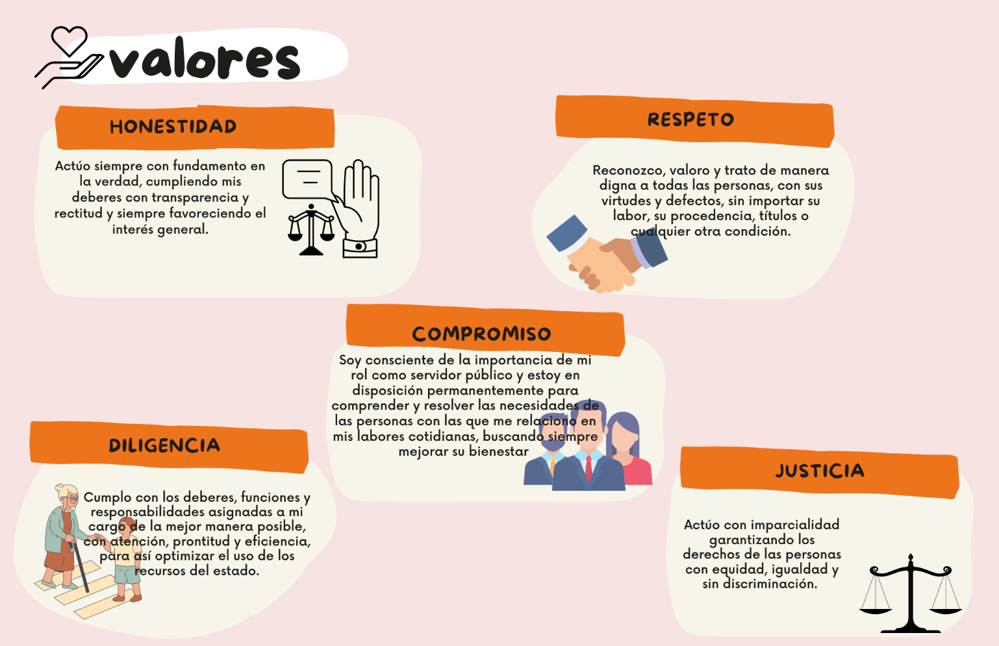 valores
HONESTIDAD
Actúo siempre con fundamento en
la verdad, cumpliendo mis
deberes con transparencia y
rectitud y siempre favoreciendo el
interés general.
RESPETO
Reconozco, valoro y trato de manera
digna a todas las personas, con sus
virtudes y defectos, sin importar su
labor, su procedencia, títulos o
cualquier otra condición.
COMPROMISO
Soy consciente de la importancia de mi
rol como servidor público y estoy en
disposición permanentemente para
comprender y resolver las necesidades de
las personas con las que me relaciono en
mis labores cotidianas, buscando siempre
mejorar su bienestar
DILIGENCIA
Cumplo con los deberes, funciones y
responsabilidades asignadas a mi
cargo de la mejor manera posible,
con atención, prontitud y eficiencia,
para así optimizar el uso de los
recursos del estado.
JUSTICIA
Actúo con imparcialidad
garantizando los
derechos de las personas
con equidad, igualdad y
sin discriminación.